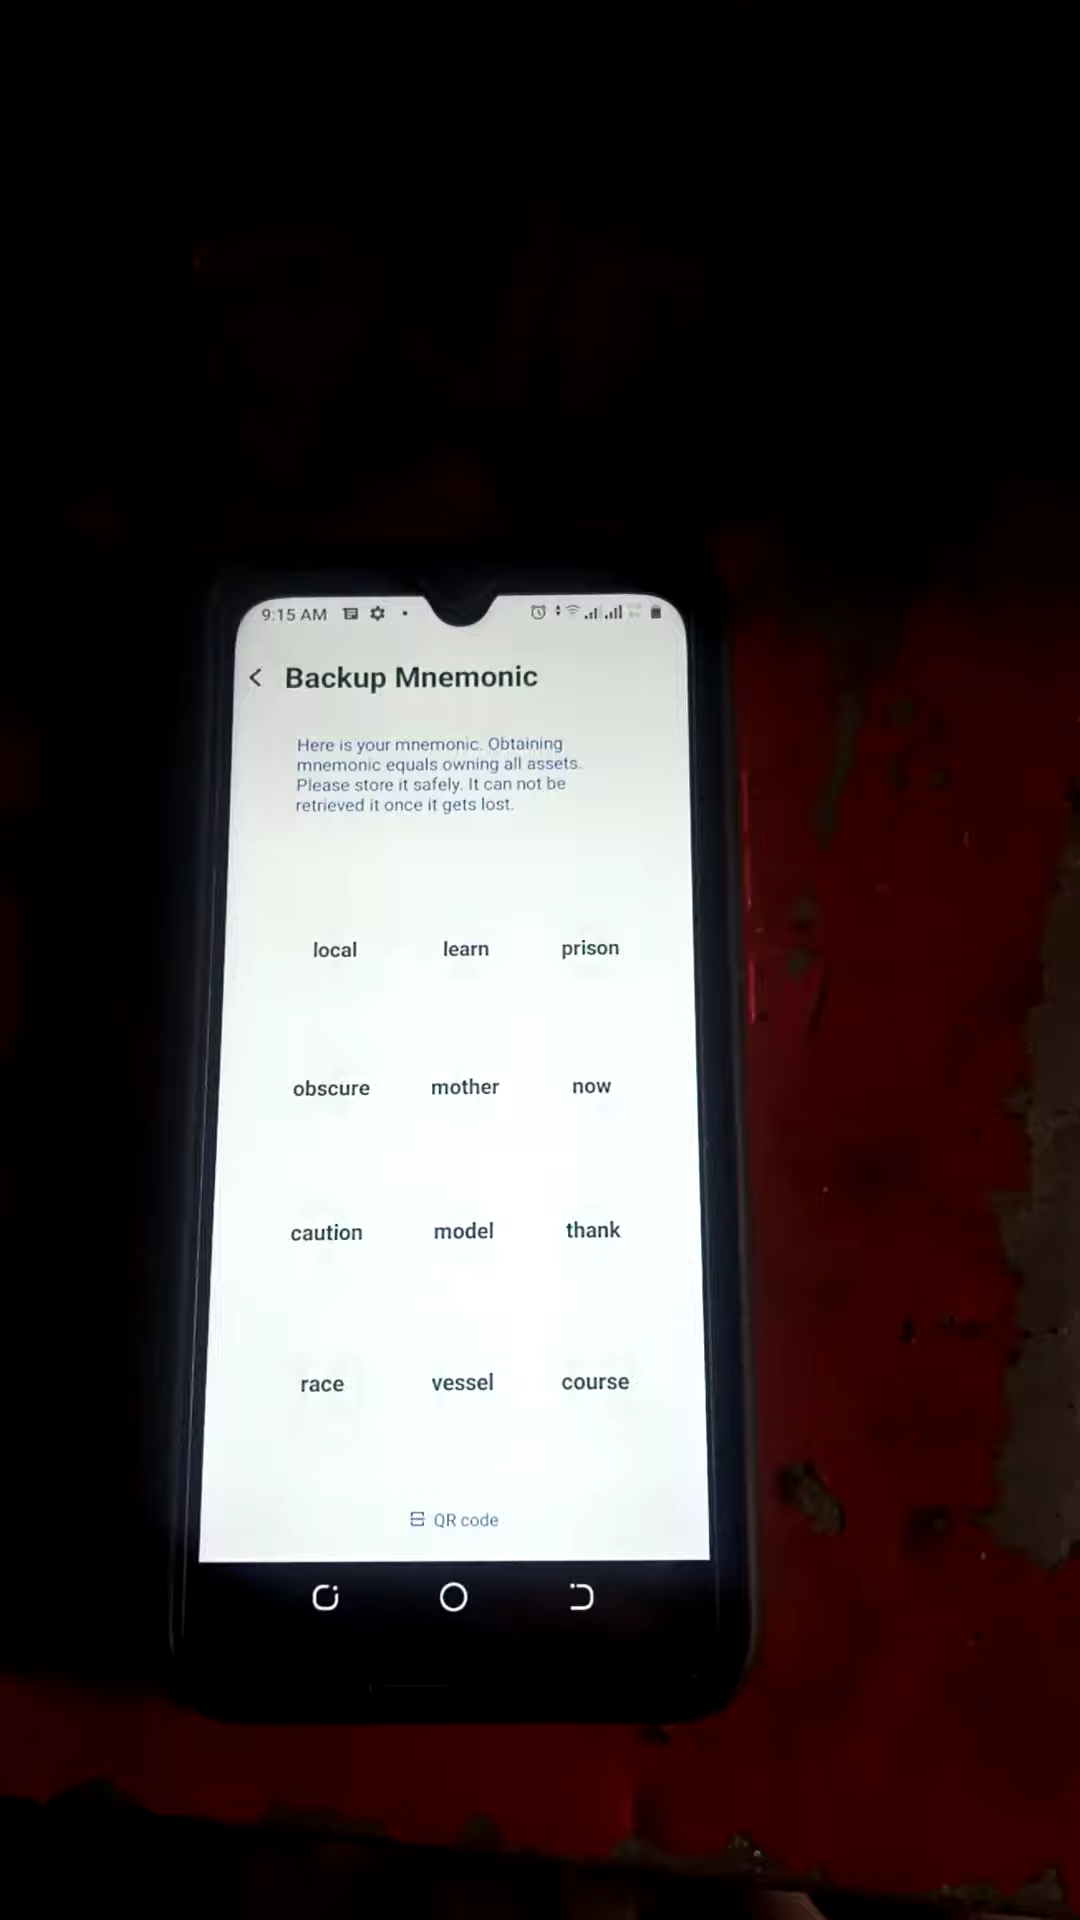 9:15 AM
Backup Mnemonic
Here is your mnemonic. Obtaining
mnemonic equals owning all assets.
Please store it safely. It can not be
retrieved it once it gets lost.
local learn prison
obscure mother now
caution model thank
race vessel course
QR code